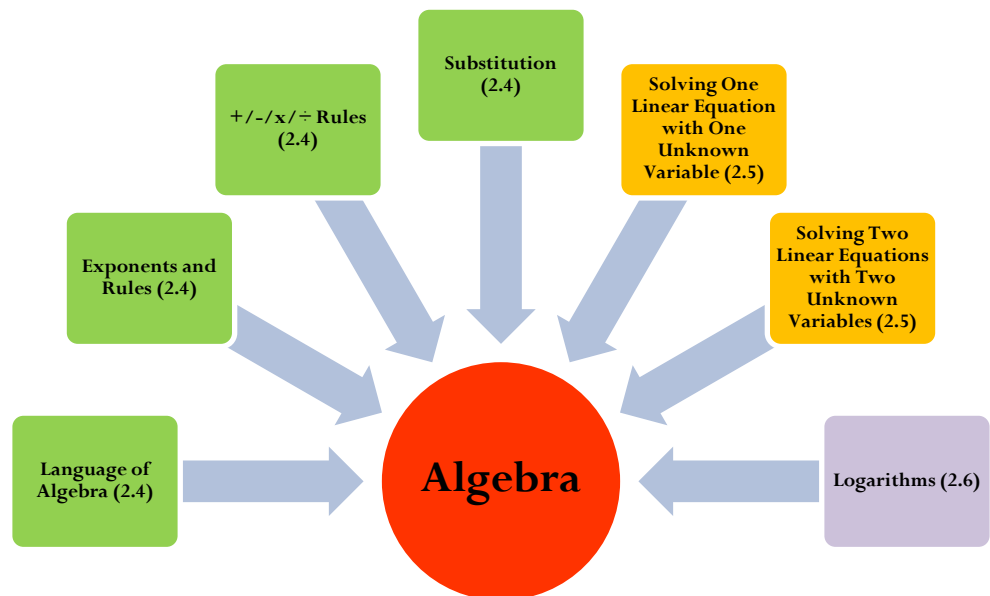 Substitution
(2.4)
Solving One
Linear Equation
with One
Unknown
Variable (2.5)
+/-/x/÷ Rules
(2.4)
Exponents and
Rules (2.4)
Solving Two
Linear Equations
with Two
Unknown
Variables (2.5)
Language of
Algebra (2.4)
Algebra
Logarithms (2.6)